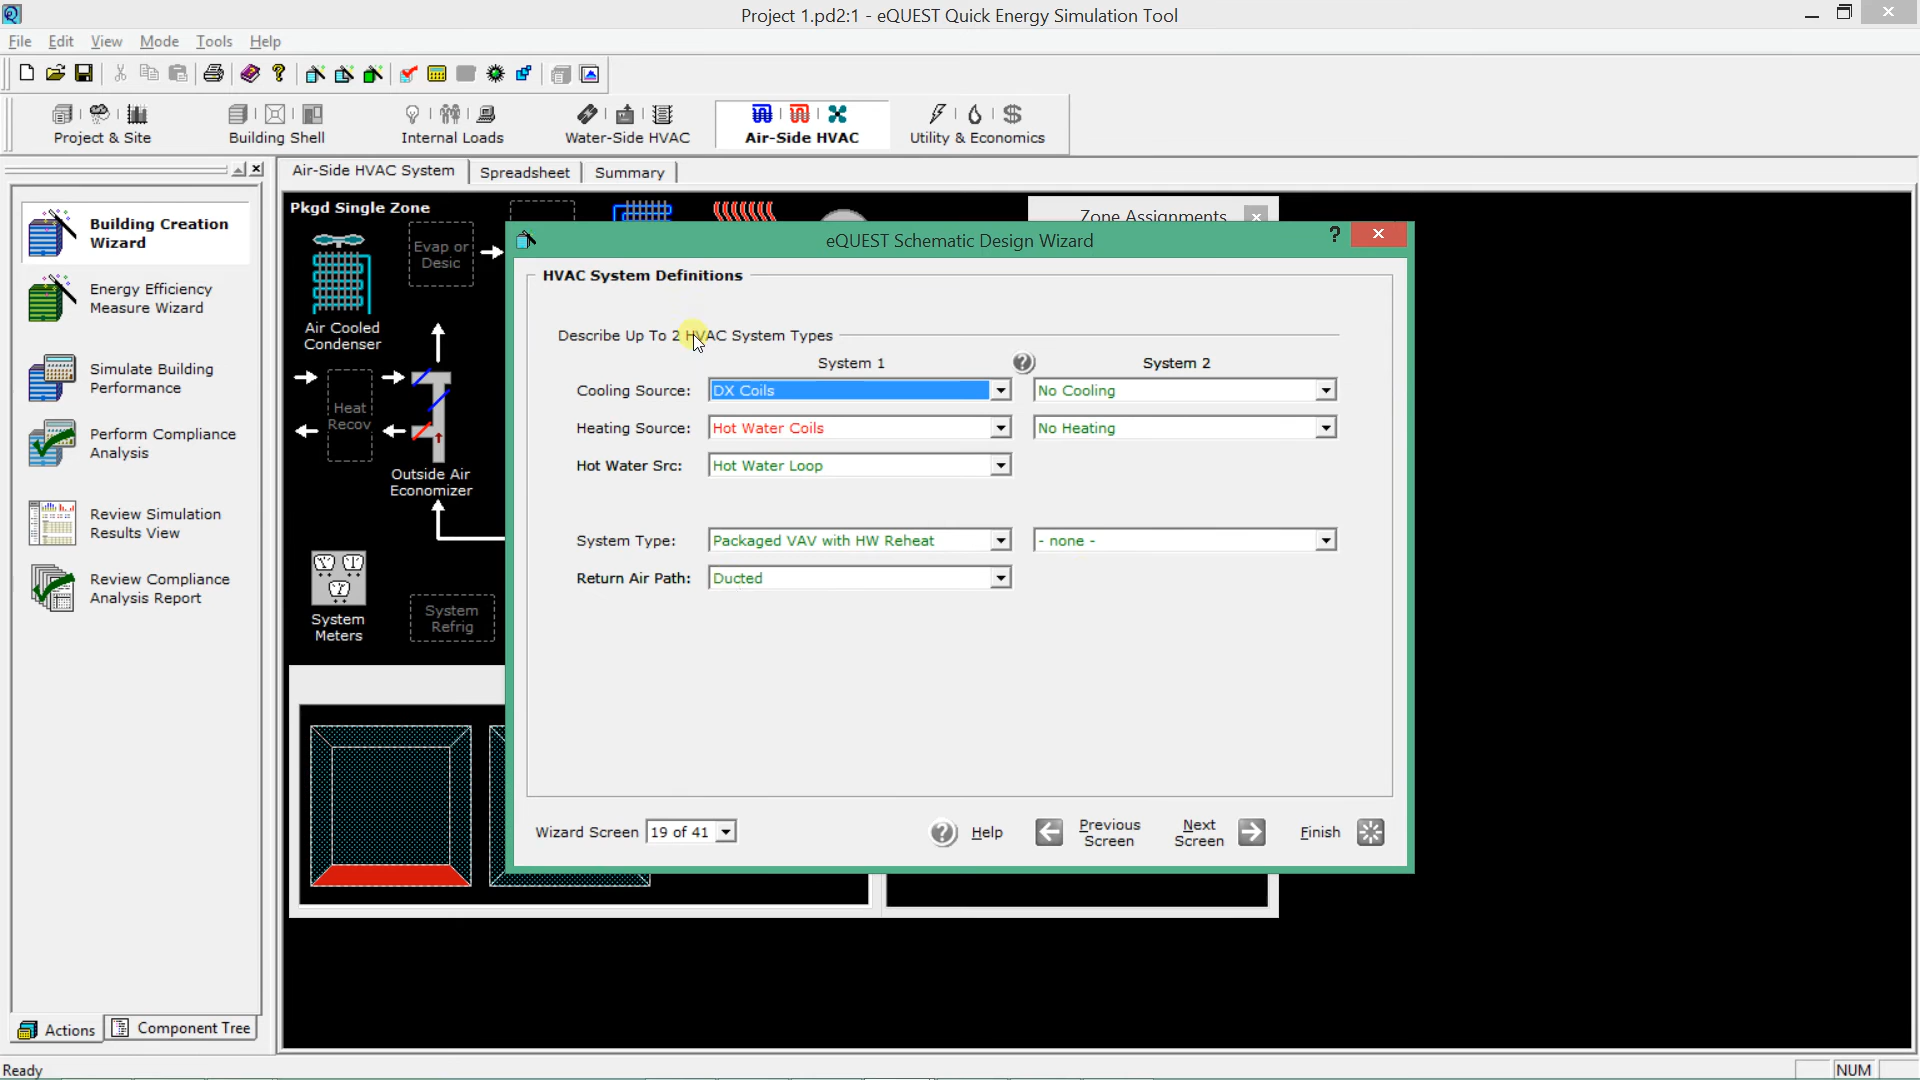 Project 1.pd2:1 - eQUEST Quick Energy Simulation Tool
File Edit View Mode Tools Help
Project & Site
Building Shell
Internal Loads
Water-Side HVAC
Air-Side HVAC
Utility & Economics
Air-Side HVAC System
Spreadsheet
Summary
Building Creation
Wizard
Energy Efficiency
Measure Wizard
Simulate Building
Performance
Perform Compliance
Analysis
Review Simulation
Results View
Review Compliance
Analysis Report
Actions
Component Tree
Pkgd Single Zone
Evap or
Desic
Air Cooled
Condenser
Heat
Recov
Outside Air
Economizer
System
Meters
System
Refrig
Zone Assignments
eQUEST Schematic Design Wizard
HVAC System Definitions
Describe Up To 2 HVAC System Types
System 1
System 2
Cooling Source: DX Coils No Cooling
Heating Source: Hot Water Coils No Heating
Hot Water Src: Hot Water Loop
System Type: Packaged VAV with HW Reheat - none -
Return Air Path: Ducted
Wizard Screen 19 of 41
Help
Previous
Screen
Next
Screen
Finish
Ready
NUM